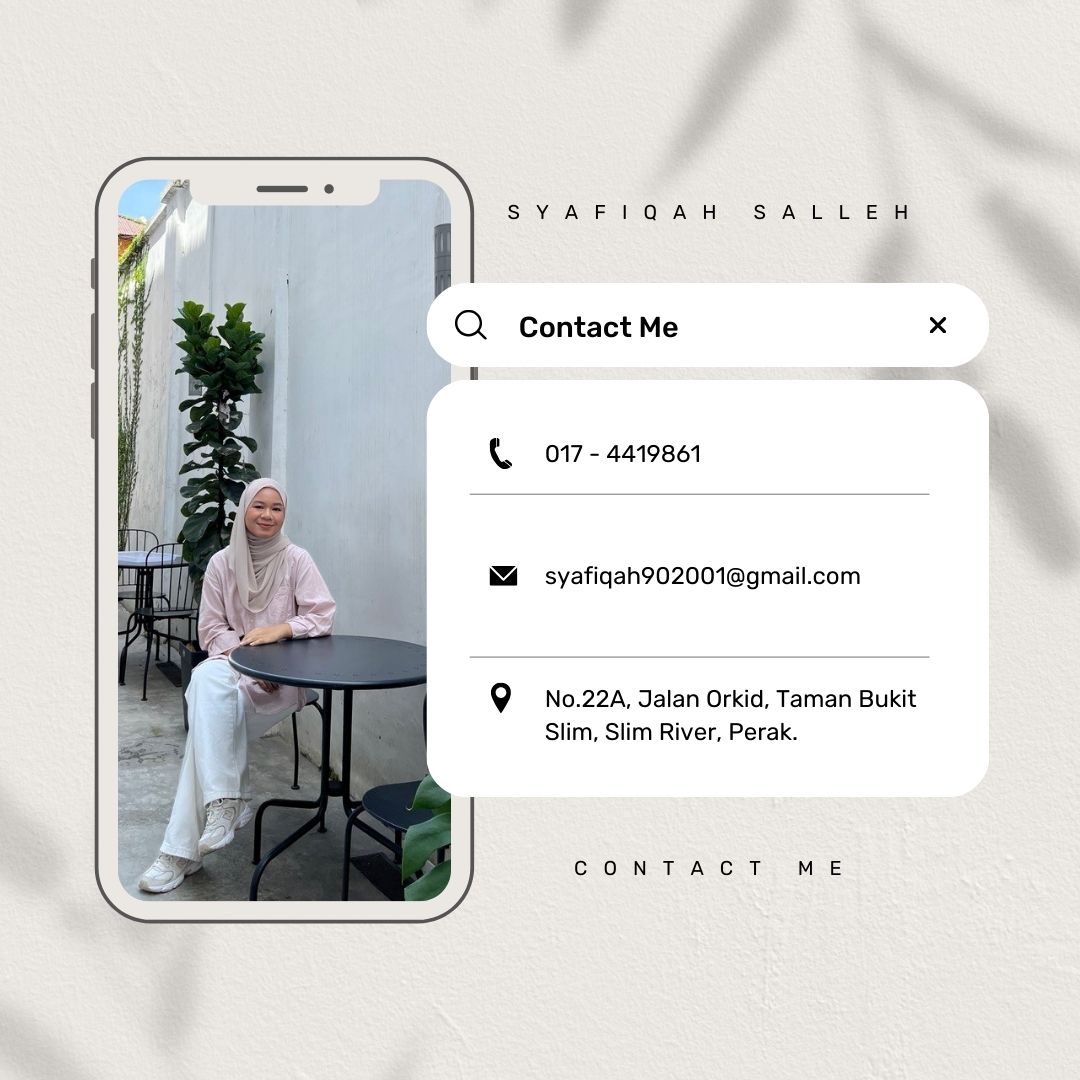 SYAFIQAH SALLEH
Contact Me
017 - 4419861
syafiqah902001@gmail.com
No.22A, Jalan Orkid, Taman Bukit
Slim, Slim River, Perak.
CONTACT ME